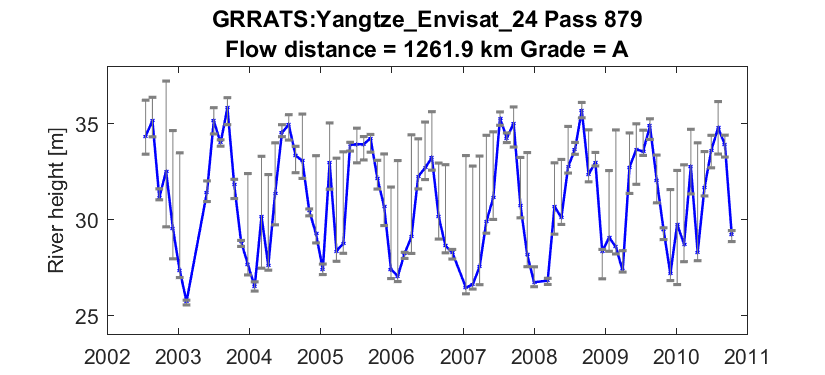 GRRATS:Yangtze_Envisat_24 Pass 879
Flow distance = 1261.9 km Grade = A
River height [m]
35
30
25
2002 2003 2004 2005 2006 2007 2008 2009 2010 2011